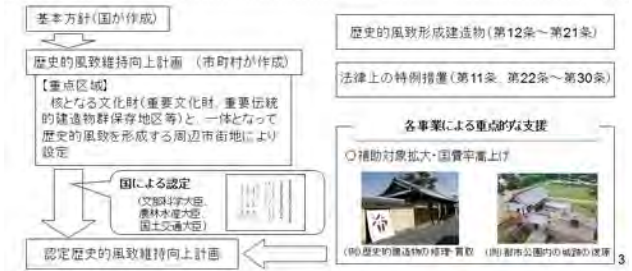 基本方針(国が作成)
歴史的風致維持向上計画 (市町村が作成)
【重点区域】
核となる文化財(重要文化財、重要伝統
的建造物群保存地区等)と、一体となって
歴史的風致を形成する周辺市街地により
設定
国による認定
(文部科学大臣、
農林水産大臣、
国土交通大臣)
認定歴史的風致維持向上計画
歴史的風致形成建造物(第12条~第21条)
法律上の特例措置(第11条、第22条~第30条)
各事業による重点的な支援
○補助対象拡大・国費率嵩上げ
(例)歴史的建造物の修理・買取
(例)都市公園内の城跡の復原
3